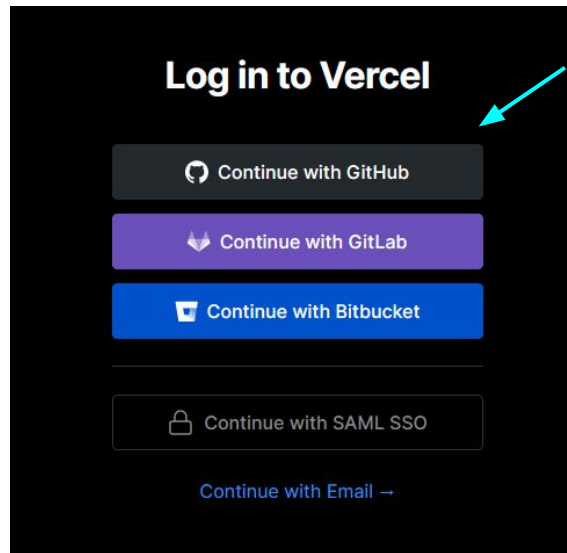 Log in to Vercel
Continue with GitHub
Continue with GitLab
Continue with Bitbucket
Continue with SAML SSO
Continue with Email →